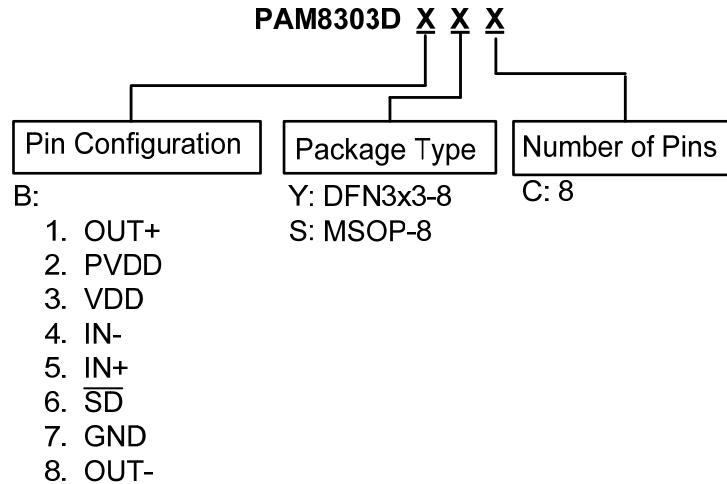 PAM8303D X X X
Pin Configuration
Package Type
Number of Pins
B:
1. OUT+
2. PVDD
3. VDD
4. IN-
5. IN+
6. S̅D̅
7. GND
8. OUT-
Y: DFN3x3-8
S: MSOP-8
C: 8